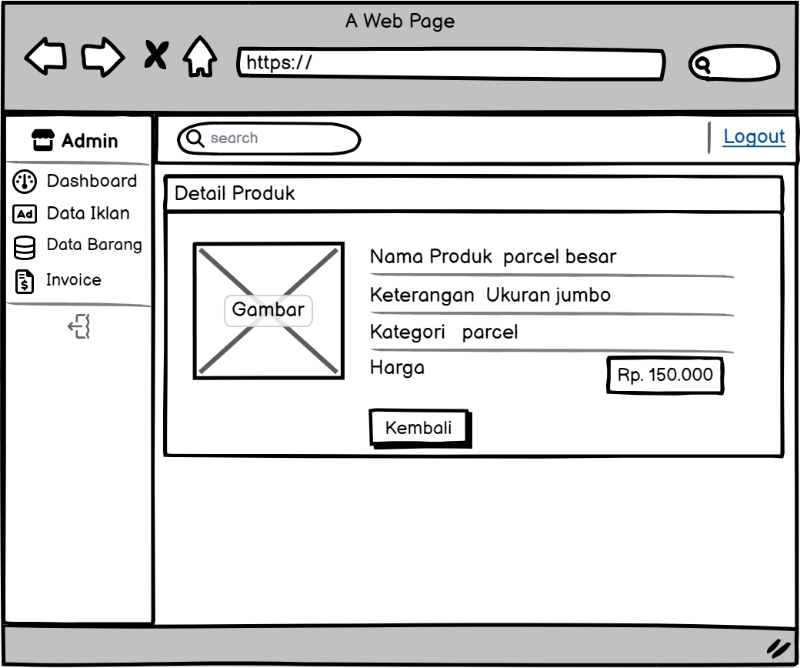 A Web Page
https://
Admin
search
Logout
Dashboard
Ad Data Iklan
Data Barang
Invoice
Detail Produk
Gambar
Nama Produk parcel besar
Keterangan Ukuran jumbo
Kategori parcel
Harga Rp. 150.000
Kembali